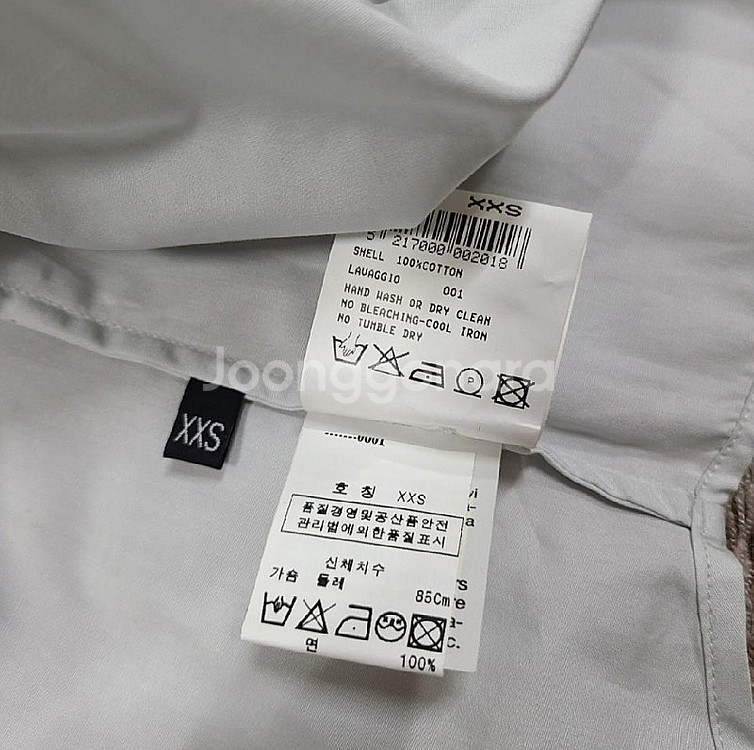 XXS
5 217000 002018
SHELL 100%COTTON
LAVAGGIO 001
HAND WASH OR DRY CLEAN
NO BLEACHING-COOL IRON
NO TUMBLE DRY
P
Joonggonara
XXS
0001
호 칭 XXS
품질경영및공산품안전
관리법에의한품질표시
신체치수
가슴 둘레 85Cm
면
100%